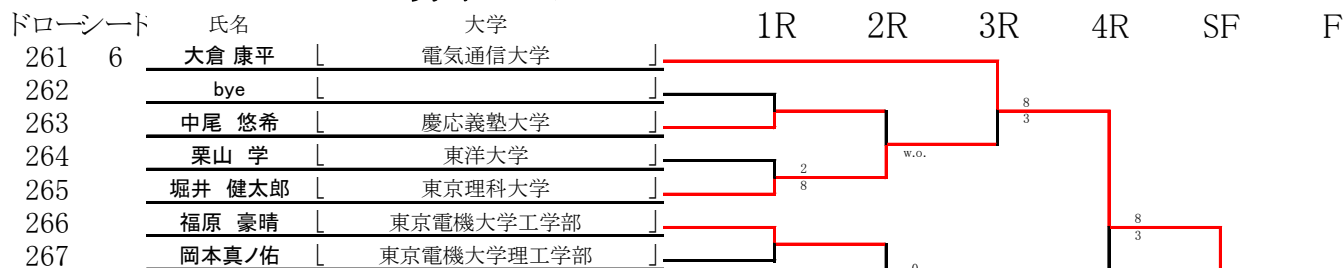 ドローシード 氏名 大学 1R 2R 3R 4R SF F
261 6 大倉 康平 [ 電気通信大学 ]
262 bye [ ]
8
263 中尾 悠希 [ 慶応義塾大学 ]
3
264 栗山 学 [ 東洋大学 ]
w.o.
2
265 堀井 健太郎 [ 東京理科大学 ]
8
266 福原 豪晴 [ 東京電機大学工学部 ]
8
3
267 岡本真ノ佑 [ 東京電機大学理工学部 ]